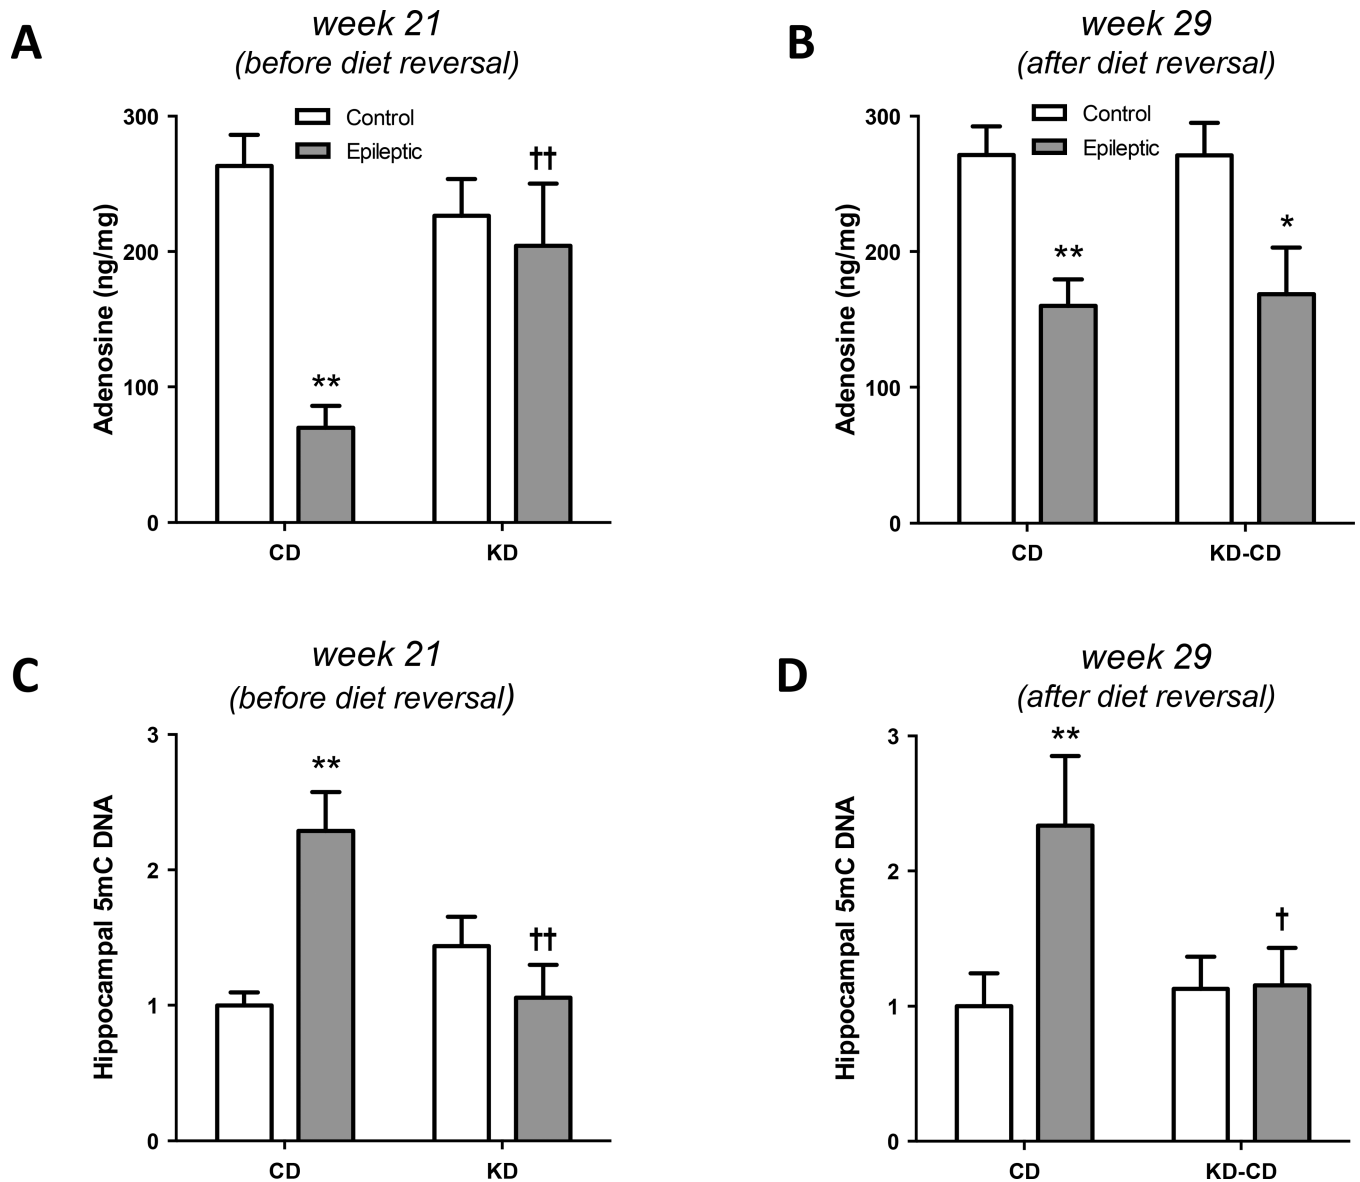 A
week 21
(before diet reversal)
Control
Epileptic
Adenosine (ng/mg)
300
200
100
0
**
††
CD
KD
B
week 29
(after diet reversal)
Control
Epileptic
Adenosine (ng/mg)
300
200
100
0
**
*
CD
KD-CD
C
week 21
(before diet reversal)
Hippocampal 5mC DNA
3
2
1
0
**
††
CD
KD
D
week 29
(after diet reversal)
Hippocampal 5mC DNA
3
2
1
0
**
†
CD
KD-CD